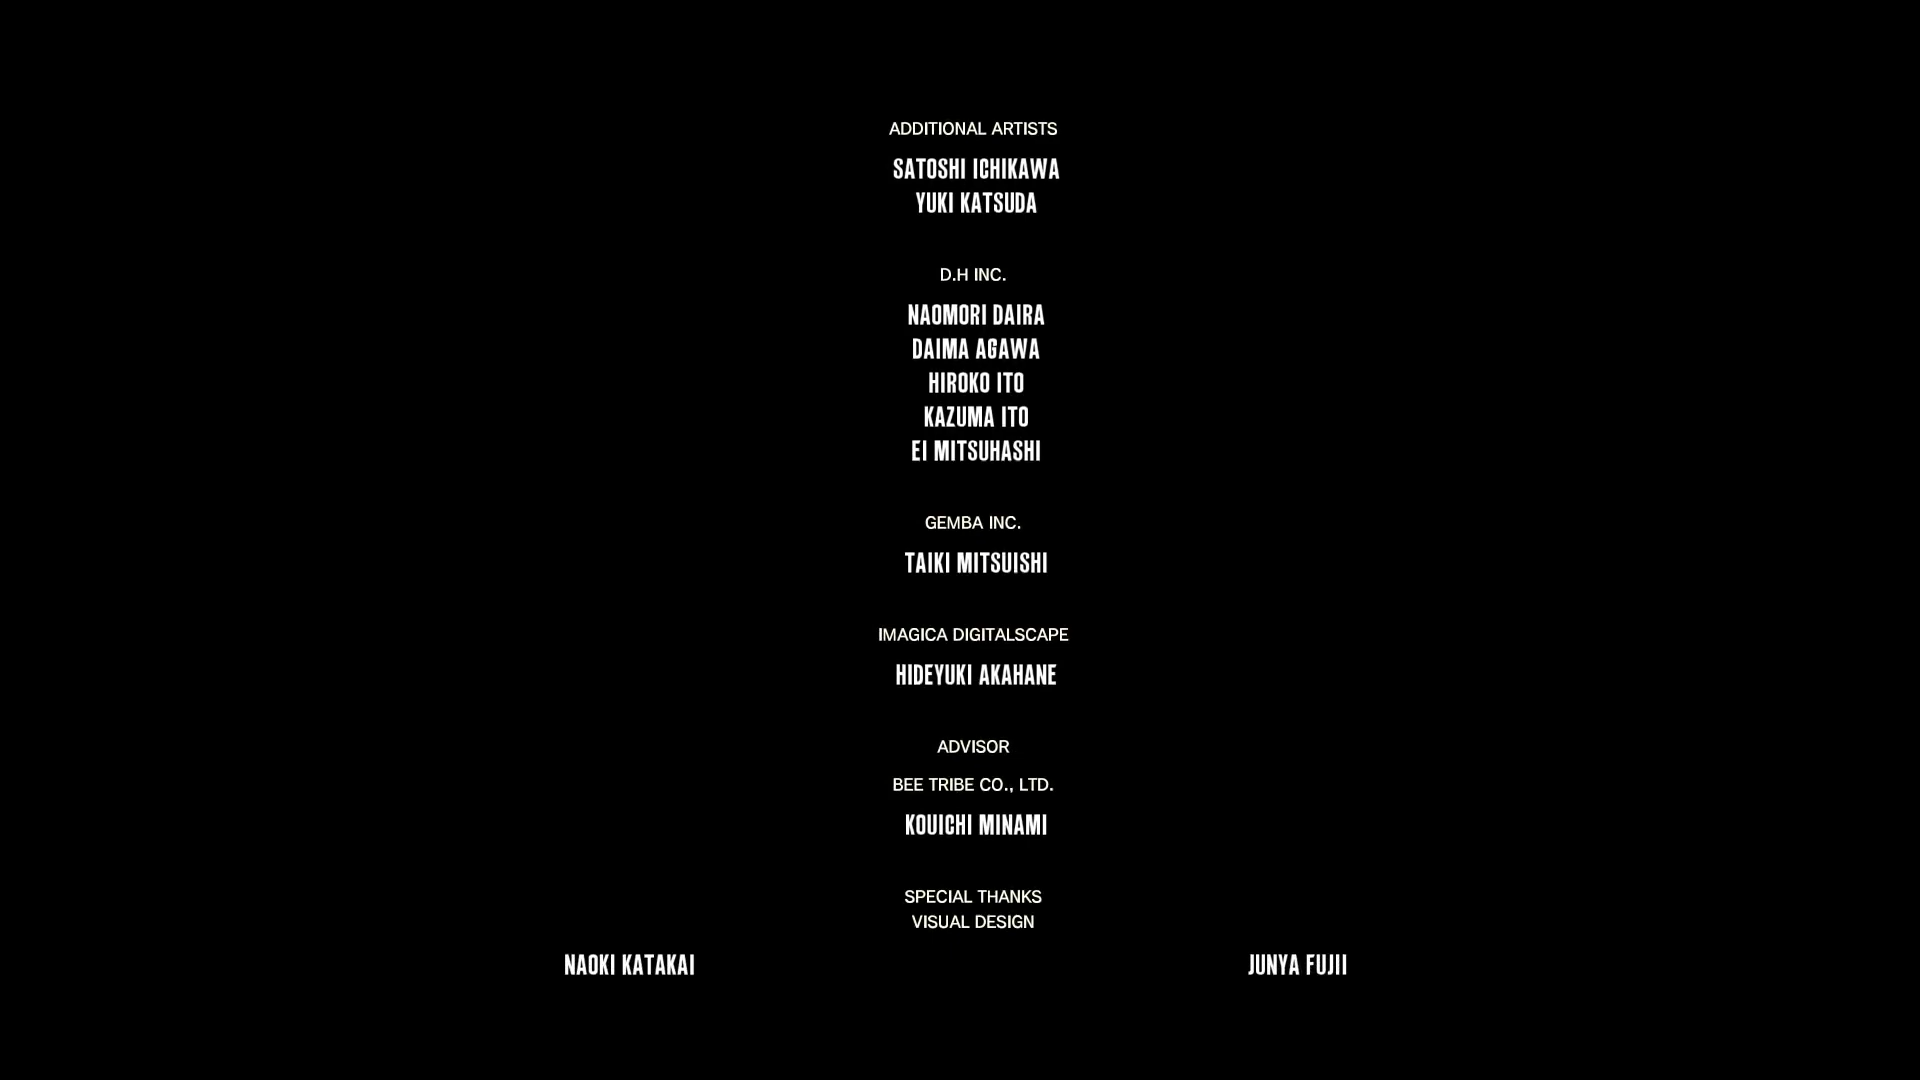 ADDITIONAL ARTISTS
SATOSHI ICHIKAWA
YUKI KATSUDA
D.H INC.
NAOMORI DAIRA
DAIMA AGAWA
HIROKO ITO
KAZUMA ITO
EI MITSUHASHI
GEMBA INC.
TAIKI MITSUISHI
IMAGICA DIGITALSCAPE
HIDEYUKI AKAHANE
ADVISOR
BEE TRIBE CO., LTD.
KOUICHI MINAMI
SPECIAL THANKS
VISUAL DESIGN
NAOKI KATAKAI JUNYA FUJII